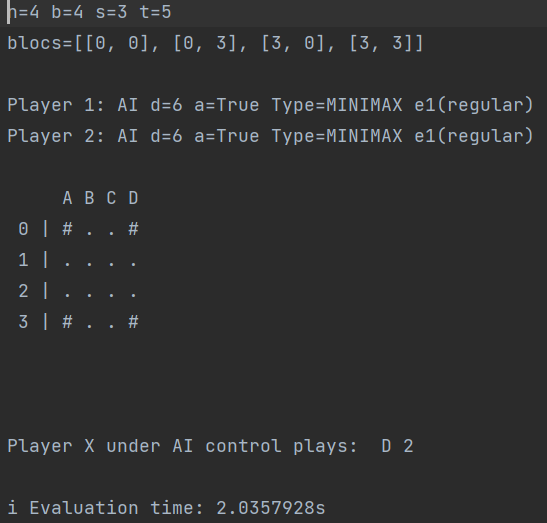 n=4 b=4 s=3 t=5
blocs=[[0, 0], [0, 3], [3, 0], [3, 3]]
Player 1: AI d=6 a=True Type=MINIMAX e1(regular)
Player 2: AI d=6 a=True Type=MINIMAX e1(regular)
A B C D
0 | # . . #
1 | . . . .
2 | . . . .
3 | # . . #
Player X under AI control plays:  D 2
i Evaluation time: 2.0357928s